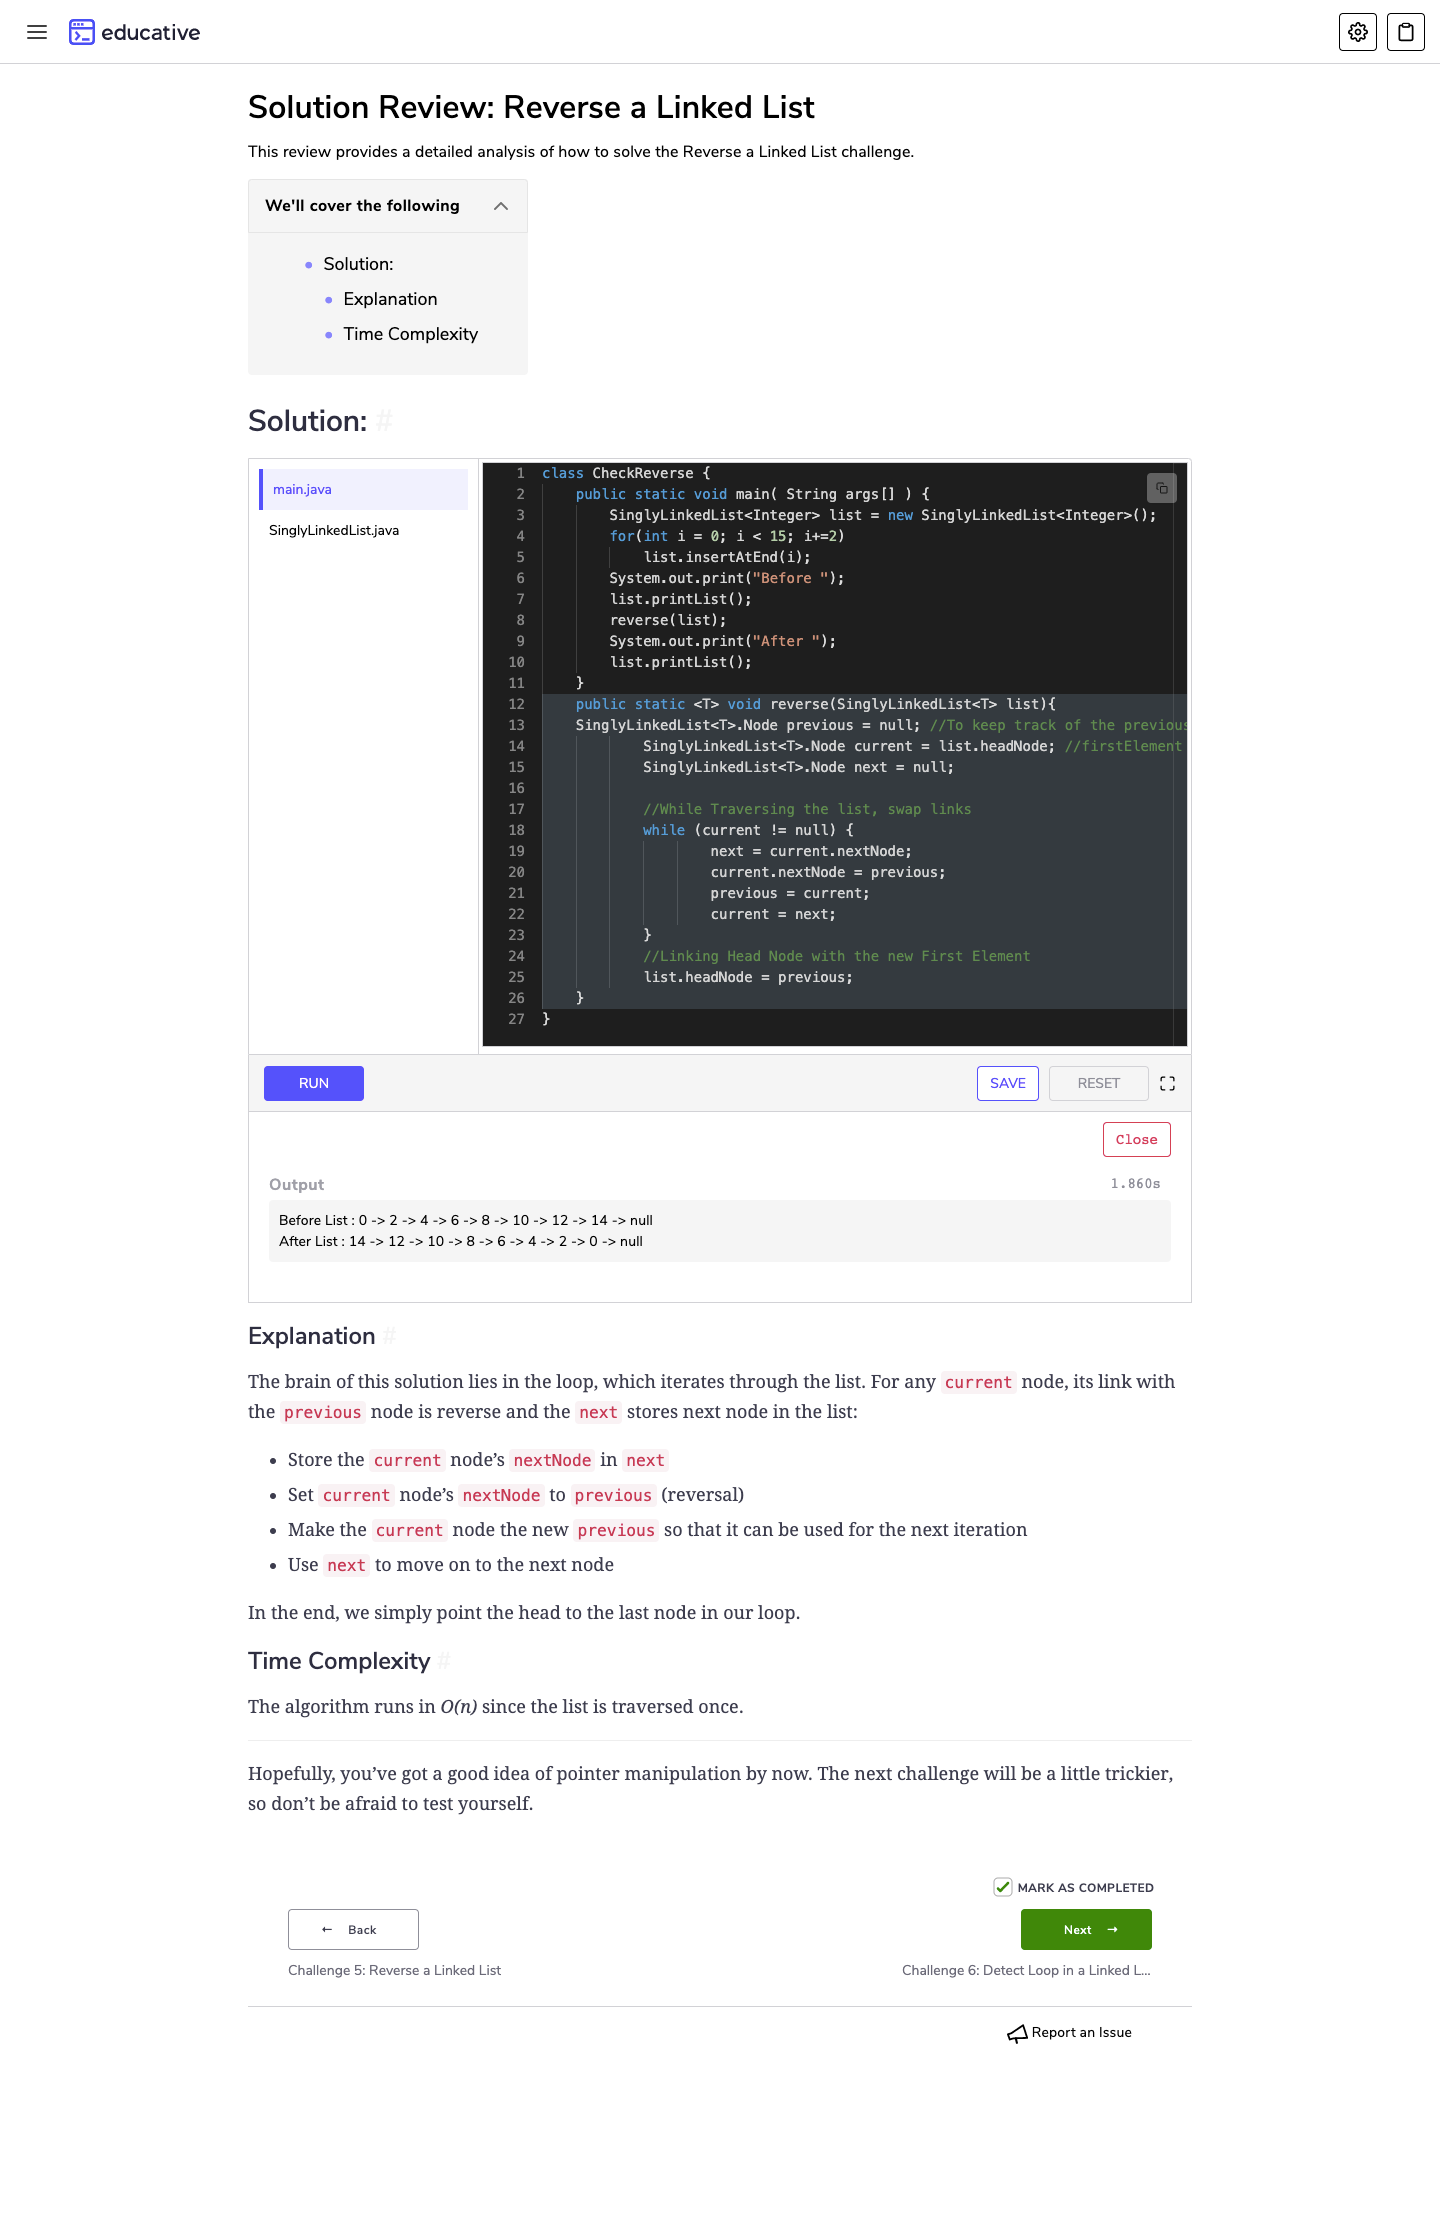 educative
Solution Review: Reverse a Linked List
This review provides a detailed analysis of how to solve the Reverse a Linked List challenge.
We'll cover the following
Solution:
Explanation
Time Complexity
Solution: #
main.java
SinglyLinkedList.java
1 class CheckReverse {
2 public static void main( String args[] ) {
3 SinglyLinkedList<Integer> list = new SinglyLinkedList<Integer>();
4 for(int i = 0; i < 15; i+=2)
5 list.insertAtEnd(i);
6 System.out.print("Before ");
7 list.printList();
8 reverse(list);
9 System.out.print("After ");
10 list.printList();
11 }
12 public static <T> void reverse(SinglyLinkedList<T> list){
13 SinglyLinkedList<T>.Node previous = null; //To keep track of the previous
14 SinglyLinkedList<T>.Node current = list.headNode; //firstElement
15 SinglyLinkedList<T>.Node next = null;
16
17 //While Traversing the list, swap links
18 while (current != null) {
19 next = current.nextNode;
20 current.nextNode = previous;
21 previous = current;
22 current = next;
23 }
24 //Linking Head Node with the new First Element
25 list.headNode = previous;
26 }
27 }
RUN
SAVE
RESET
Close
Output
1.860s
Before List : 0 -> 2 -> 4 -> 6 -> 8 -> 10 -> 12 -> 14 -> null
After List : 14 -> 12 -> 10 -> 8 -> 6 -> 4 -> 2 -> 0 -> null
Explanation #
The brain of this solution lies in the loop, which iterates through the list. For any current node, its link with
the previous node is reverse and the next stores next node in the list:
Store the current node’s nextNode in next
Set current node’s nextNode to previous (reversal)
Make the current node the new previous so that it can be used for the next iteration
Use next to move on to the next node
In the end, we simply point the head to the last node in our loop.
Time Complexity #
The algorithm runs in O(n) since the list is traversed once.
Hopefully, you’ve got a good idea of pointer manipulation by now. The next challenge will be a little trickier,
so don’t be afraid to test yourself.
MARK AS COMPLETED
← Back
Next →
Challenge 5: Reverse a Linked List
Challenge 6: Detect Loop in a Linked L...
Report an Issue